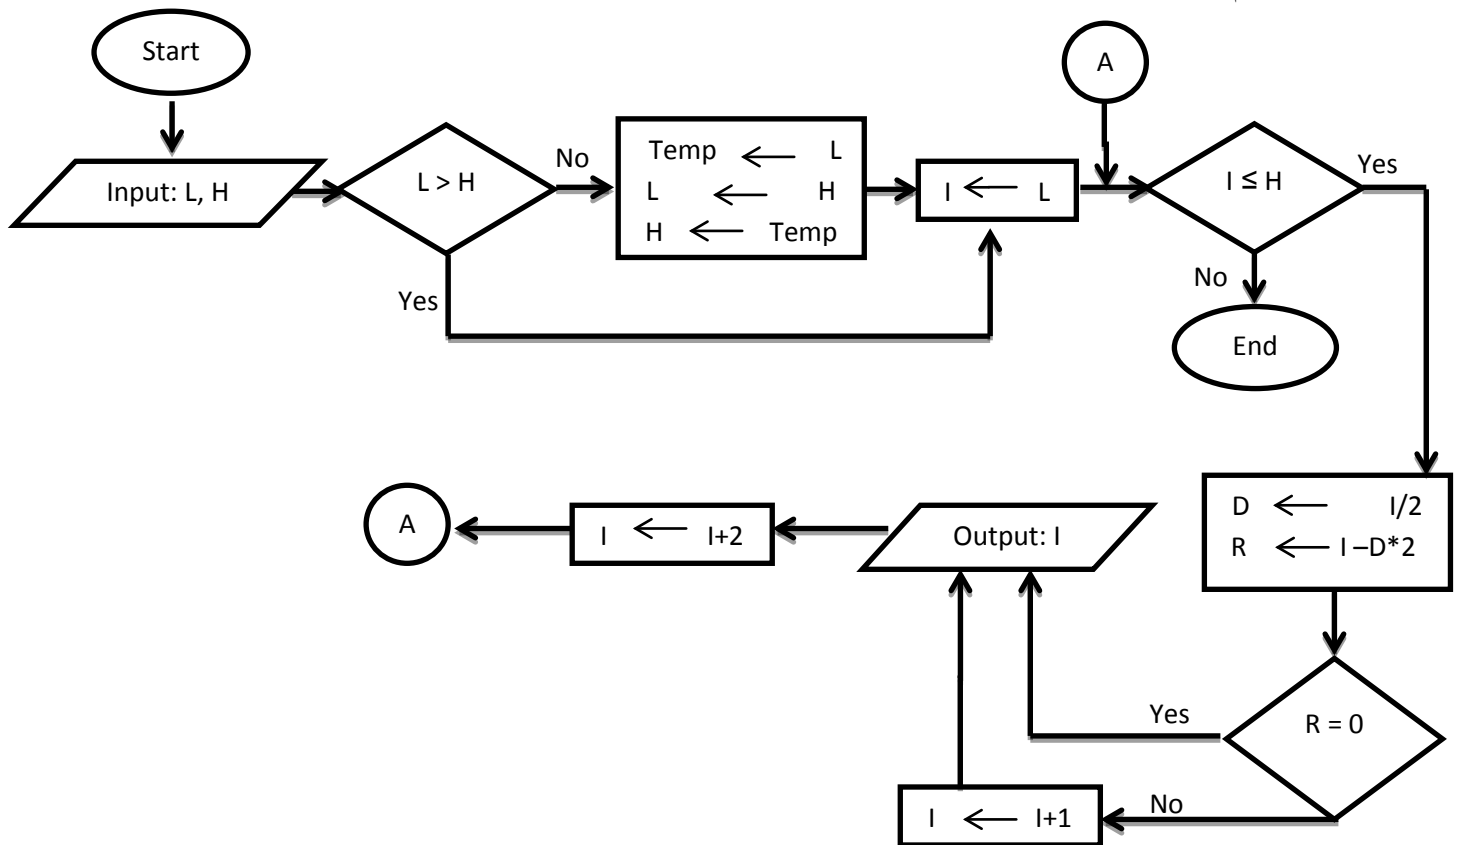 Start
Input: L, H
L > H
No
Yes
Temp ← L
L ← H
H ← Temp
I ← L
A
I ≤ H
Yes
No
End
D ← I/2
R ← I –D*2
R = 0
Yes
No
I ← I+1
Output: I
I ← I+2
A